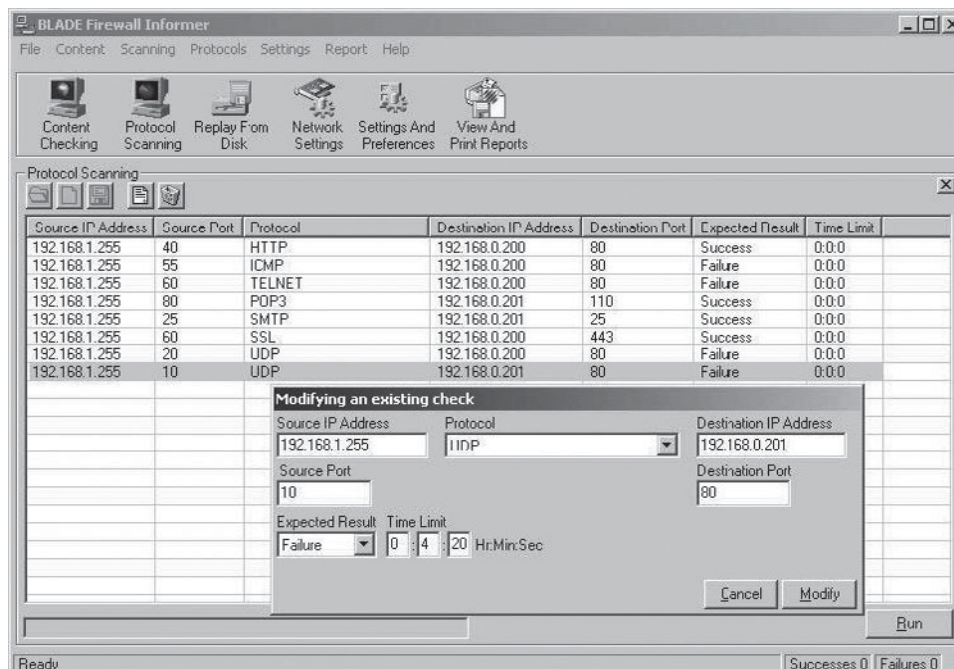 BLADE Firewall Informer
File Content Scanning Protocols Settings Report Help
Content Checking
Protocol Scanning
Replay From Disk
Network Settings
Settings And Preferences
View And Print Reports
Protocol Scanning
Source IP Address Source Port Protocol Destination IP Address Destination Port Expected Result Time Limit
192.168.1.255 40 HTTP 192.168.0.200 80 Success 0:0:0
192.168.1.255 55 ICMP 192.168.0.200 80 Failure 0:0:0
192.168.1.255 60 TELNET 192.168.0.200 80 Failure 0:0:0
192.168.1.255 80 POP3 192.168.0.201 110 Success 0:0:0
192.168.1.255 25 SMTP 192.168.0.201 25 Success 0:0:0
192.168.1.255 60 SSL 192.168.0.200 443 Success 0:0:0
192.168.1.255 20 UDP 192.168.0.200 80 Failure 0:0:0
192.168.1.255 10 UDP 192.168.0.201 80 Failure 0:0:0
Modifying an existing check
Source IP Address Protocol Destination IP Address
192.168.1.255 UDP 192.168.0.201
Source Port Destination Port
10 80
Expected Result Time Limit
Failure 0 : 4 : 20 Hr:Min:Sec
Cancel Modify
Run
Ready Successes 0 Failures 0